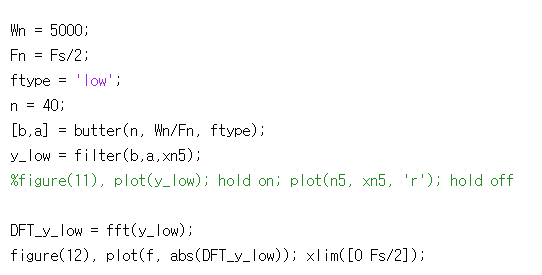 Wn = 5000;
Fn = Fs/2;
ftype = 'low';
n = 40;
[b,a] = butter(n, Wn/Fn, ftype);
y_low = filter(b,a,xn5);
%figure(11), plot(y_low); hold on; plot(n5, xn5, 'r'); hold off
DFT_y_low = fft(y_low);
figure(12), plot(f, abs(DFT_y_low)); xlim([0 Fs/2]);